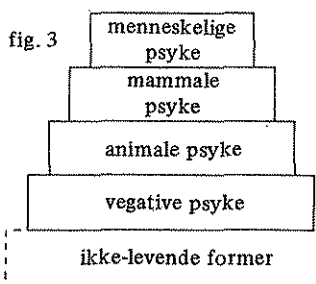 fig. 3
menneskelige
psyke
mammale
psyke
animale psyke
vegative psyke
ikke-levende former